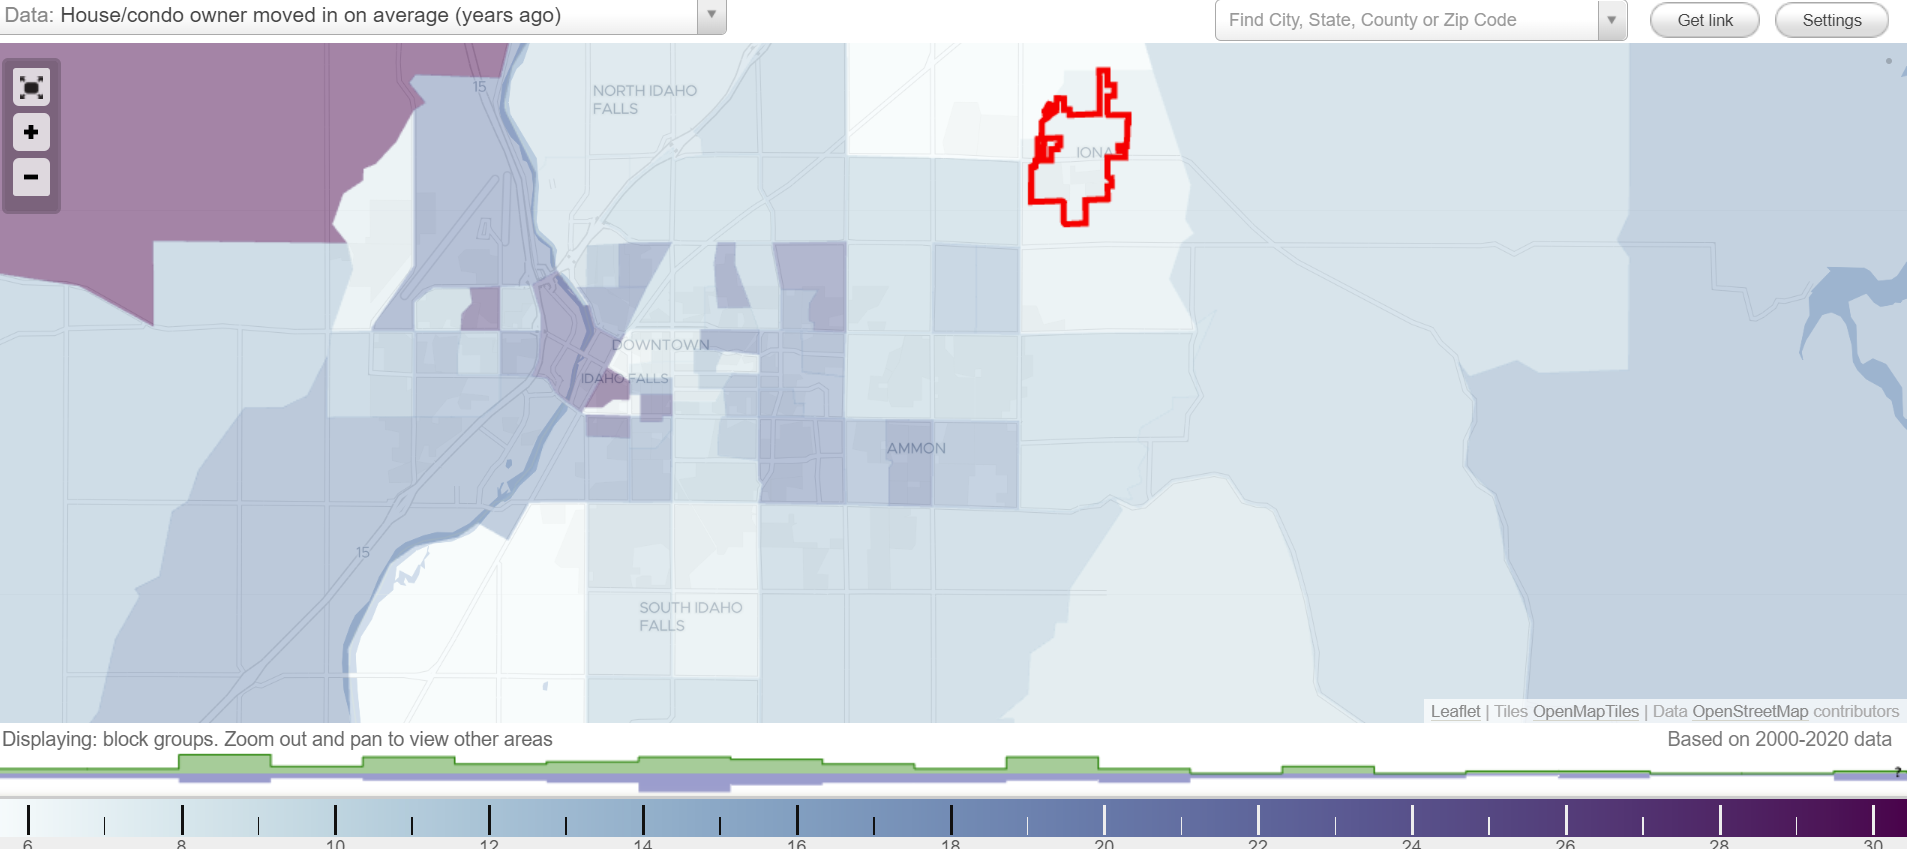 Data: House/condo owner moved in on average (years ago)
Find City, State, County or Zip Code
Get link
Settings
15
NORTH IDAHO
FALLS
IONA
DOWNTOWN
IDAHO FALLS
AMMON
15
SOUTH IDAHO
FALLS
Leaflet | Tiles OpenMapTiles | Data OpenStreetMap contributors
Displaying: block groups. Zoom out and pan to view other areas
Based on 2000-2020 data
?
6 8 10 12 14 16 18 20 22 24 26 28 30